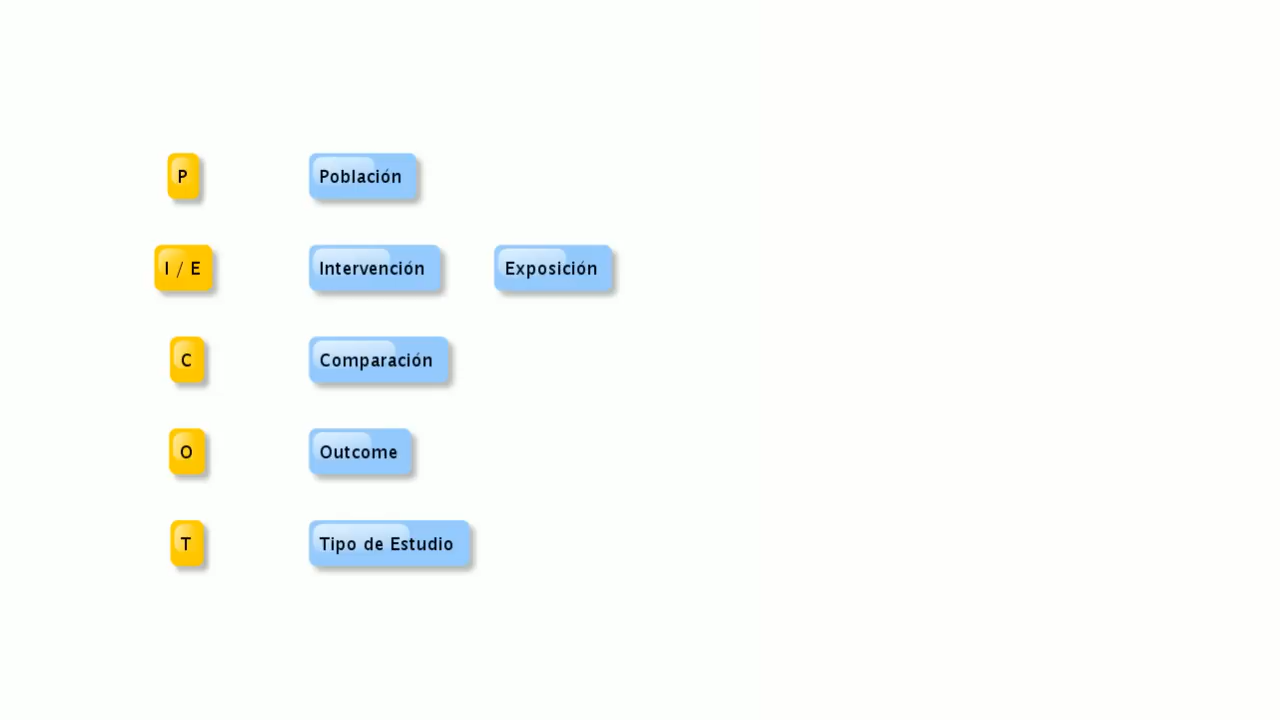 P Población
I / E Intervención Exposición
C Comparación
O Outcome
T Tipo de Estudio